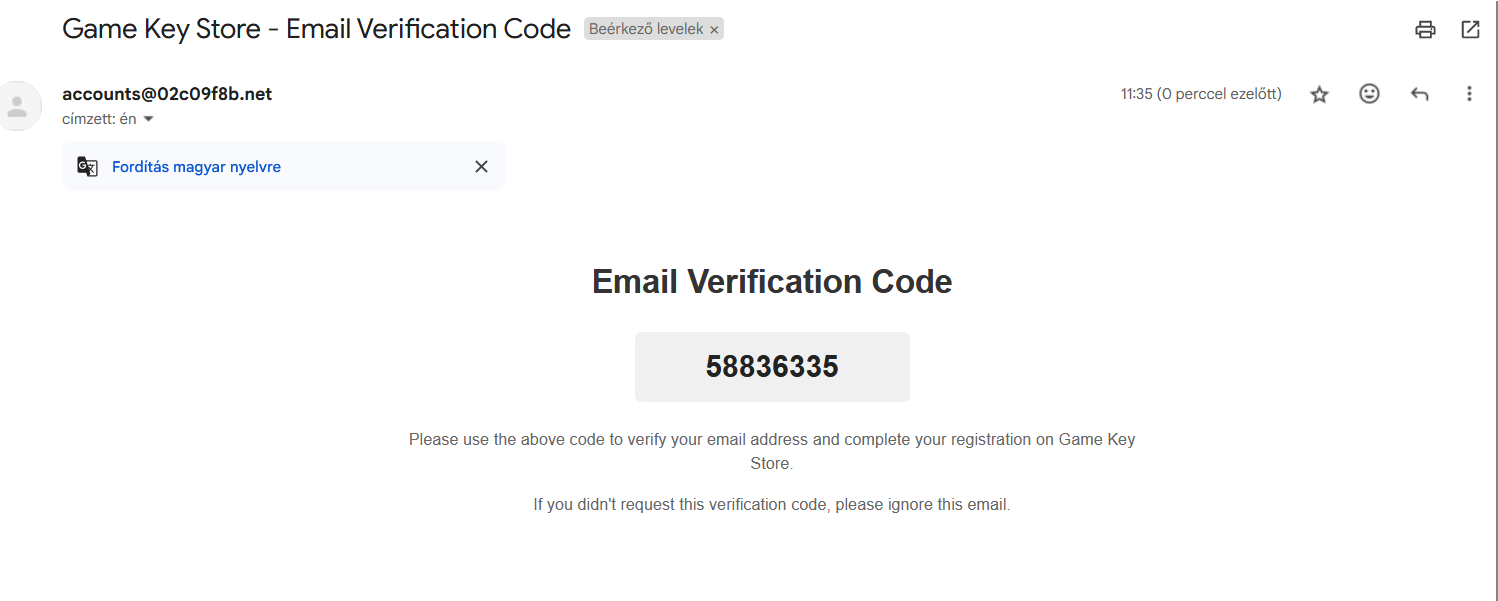 Game Key Store - Email Verification Code Beérkező levelek ×
accounts@02c09f8b.net 11:35 (0 perccel ezelőtt)
címzett: én
Fordítás magyar nyelvre
Email Verification Code
58836335
Please use the above code to verify your email address and complete your registration on Game Key
Store.
If you didn't request this verification code, please ignore this email.